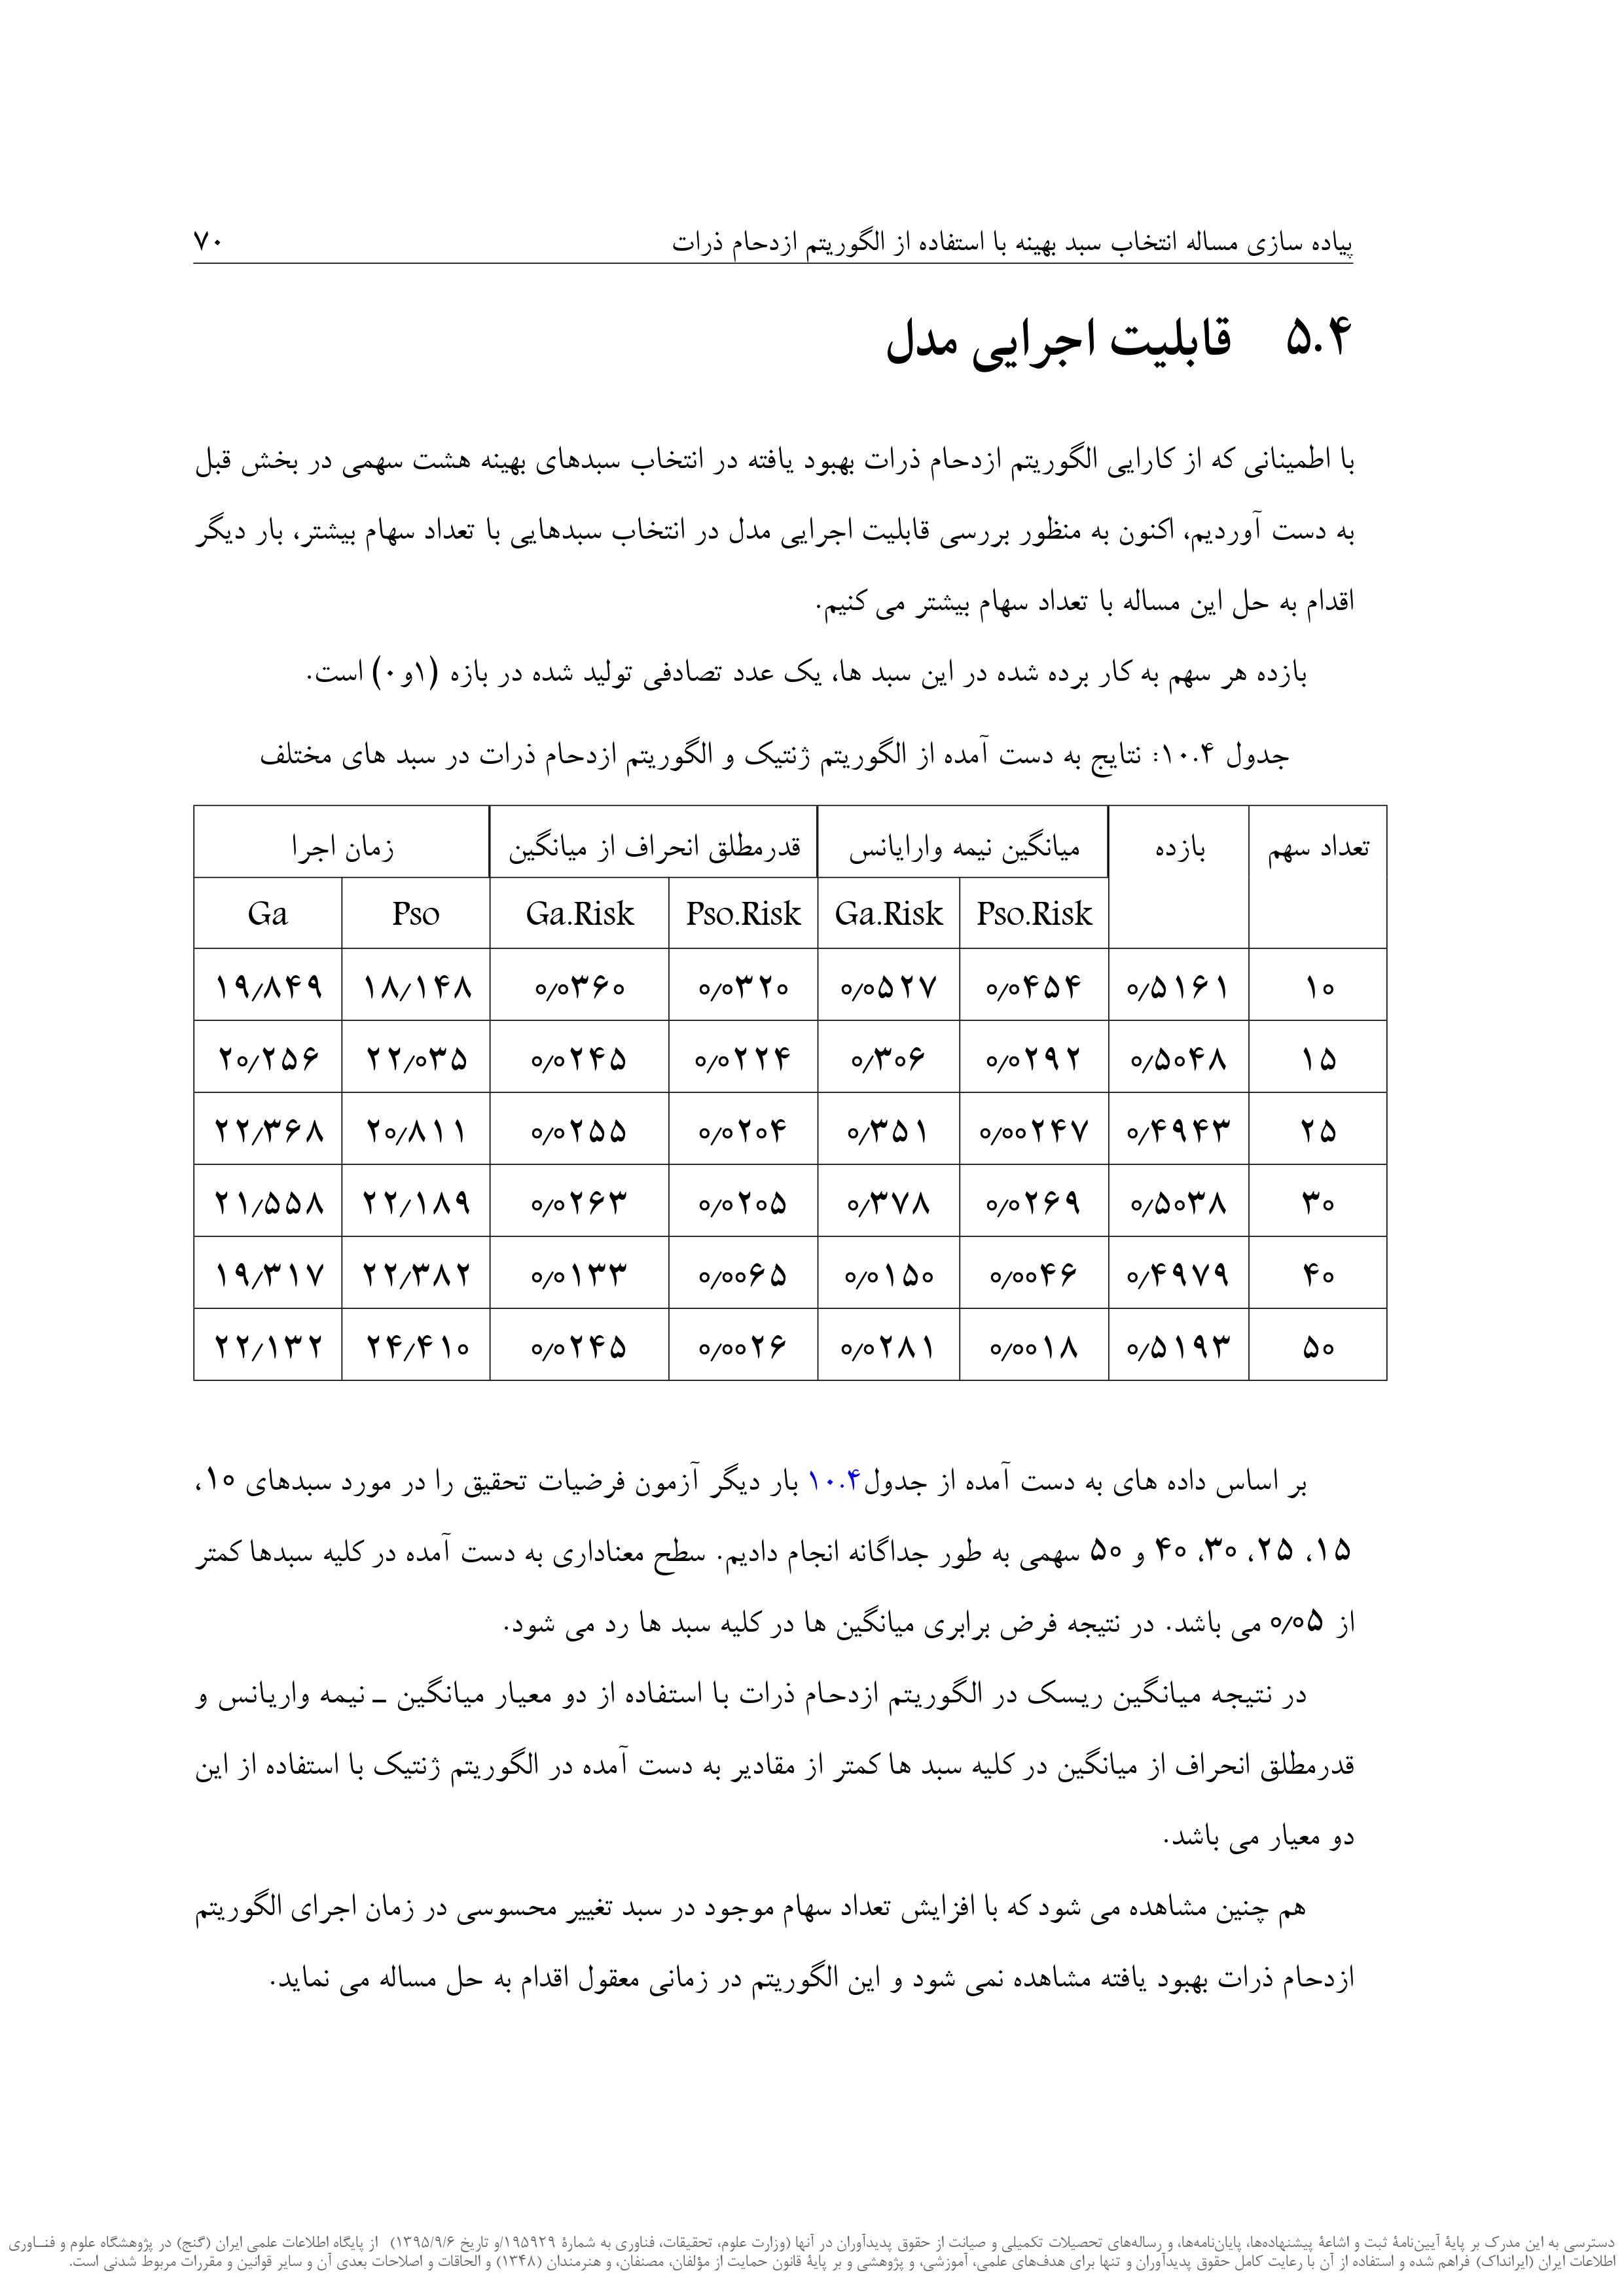 پیاده سازی مساله انتخاب سبد بهینه با استفاده از الگوریتم ازدحام ذرات ۷۰
۵.۴ قابلیت اجرایی مدل
با اطمینانی که از کارایی الگوریتم ازدحام ذرات بهبود یافته در انتخاب سبدهای بهینه هشت سهمی در بخش قبل
به دست آوردیم، اکنون به منظور بررسی قابلیت اجرایی مدل در انتخاب سبدهایی با تعداد سهام بیشتر، بار دیگر
اقدام به حل این مساله با تعداد سهام بیشتر می کنیم.
بازده هر سهم به کار برده شده در این سبد ها، یک عدد تصادفی تولید شده در بازه (۱و۰) است.
جدول ۱۰.۴: نتایج به دست آمده از الگوریتم ژنتیک و الگوریتم ازدحام ذرات در سبد های مختلف
تعداد سهم بازده میانگین نیمه وارایانس قدرمطلق انحراف از میانگین زمان اجرا
Pso.Risk Ga.Risk Pso.Risk Ga.Risk Pso Ga
۱۰ ۰/۵۱۶۱ ۰/۰۴۵۴ ۰/۰۵۲۷ ۰/۰۳۲۰ ۰/۰۳۶۰ ۱۸/۱۴۸ ۱۹/۸۴۹
۱۵ ۰/۵۰۴۸ ۰/۰۲۹۲ ۰/۳۰۶ ۰/۰۲۲۴ ۰/۰۲۴۵ ۲۲/۰۳۵ ۲۰/۲۵۶
۲۵ ۰/۴۹۴۳ ۰/۰۰۲۴۷ ۰/۳۵۱ ۰/۰۲۰۴ ۰/۰۲۵۵ ۲۰/۸۱۱ ۲۲/۳۶۸
۳۰ ۰/۵۰۳۸ ۰/۰۲۶۹ ۰/۳۷۸ ۰/۰۲۰۵ ۰/۰۲۶۳ ۲۲/۱۸۹ ۲۱/۵۵۸
۴۰ ۰/۴۹۷۹ ۰/۰۰۴۶ ۰/۰۱۵۰ ۰/۰۰۶۵ ۰/۰۱۳۳ ۲۲/۳۸۲ ۱۹/۳۱۷
۵۰ ۰/۵۱۹۳ ۰/۰۰۱۸ ۰/۰۲۸۱ ۰/۰۰۲۶ ۰/۰۲۴۵ ۲۴/۴۱۰ ۲۲/۱۳۲
بر اساس داده های به دست آمده از جدول۱۰.۴ بار دیگر آزمون فرضیات تحقیق را در مورد سبدهای ۱۰،
۱۵، ۲۵، ۳۰، ۴۰ و ۵۰ سهمی به طور جداگانه انجام دادیم. سطح معناداری به دست آمده در کلیه سبدها کمتر
از ۰/۰۵ می باشد. در نتیجه فرض برابری میانگین ها در کلیه سبد ها رد می شود.
در نتیجه میانگین ریسک در الگوریتم ازدحام ذرات با استفاده از دو معیار میانگین ـ نیمه واریانس و
قدرمطلق انحراف از میانگین در کلیه سبد ها کمتر از مقادیر به دست آمده در الگوریتم ژنتیک با استفاده از این
دو معیار می باشد.
هم چنین مشاهده می شود که با افزایش تعداد سهام موجود در سبد تغییر محسوسی در زمان اجرای الگوریتم
ازدحام ذرات بهبود یافته مشاهده نمی شود و این الگوریتم در زمانی معقول اقدام به حل مساله می نماید.
دسترسی به این مدرک بر پایهٔ آیین‌نامهٔ ثبت و اشاعهٔ پیشنهاده‌ها، پایان‌نامه‌ها، و رساله‌های تحصیلات تکمیلی و صیانت از حقوق پدیدآوران در آنها (وزارت علوم، تحقیقات، فناوری به شمارهٔ ۱۹۵۹۲۹/و تاریخ ۱۳۹۵/۹/۶) از پایگاه اطلاعات علمی ایران (گنج) در پژوهشگاه علوم و فنـاوری
اطلاعات ایران (ایرانداک) فراهم شده و استفاده از آن با رعایت کامل حقوق پدیدآوران و تنها برای هدف‌های علمی، آموزشی، و پژوهشی و بر پایهٔ قانون حمایت از مؤلفان، مصنفان، و هنرمندان (۱۳۴۸) و الحاقات و اصلاحات بعدی آن و سایر قوانین و مقررات مربوط شدنی است.